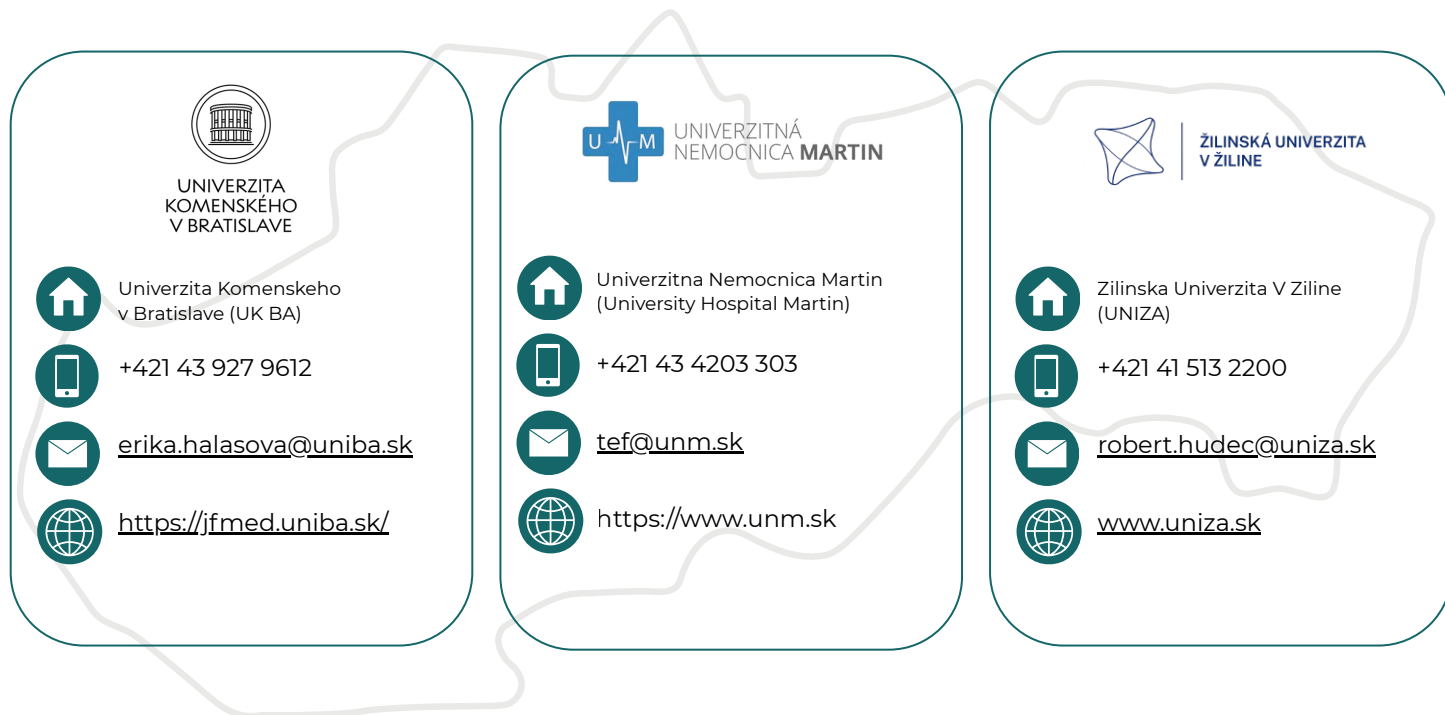 UNIVERZITA
KOMENSKÉHO
V BRATISLAVE
Univerzita Komenskeho
v Bratislave (UK BA)
+421 43 927 9612
erika.halasova@uniba.sk
https://jfmed.uniba.sk/
U M
UNIVERZITNÁ
NEMOCNICA MARTIN
Univerzitna Nemocnica Martin
(University Hospital Martin)
+421 43 4203 303
tef@unm.sk
https://www.unm.sk
ŽILINSKÁ UNIVERZITA
V ŽILINE
Zilinska Univerzita V Ziline
(UNIZA)
+421 41 513 2200
robert.hudec@uniza.sk
www.uniza.sk